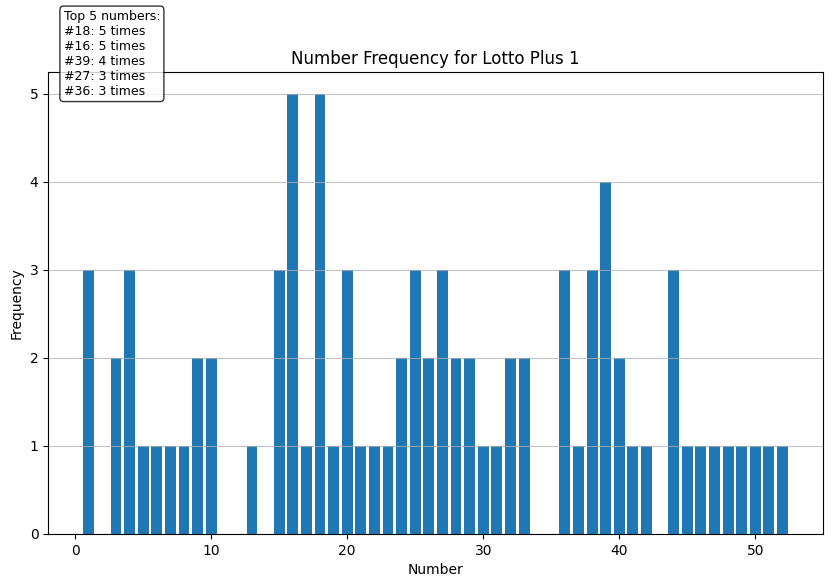 Top 5 numbers:
#18: 5 times
#16: 5 times
#39: 4 times
#27: 3 times
#36: 3 times
Number Frequency for Lotto Plus 1
Frequency
5
4
3
2
1
0
0 10 20 30 40 50
Number